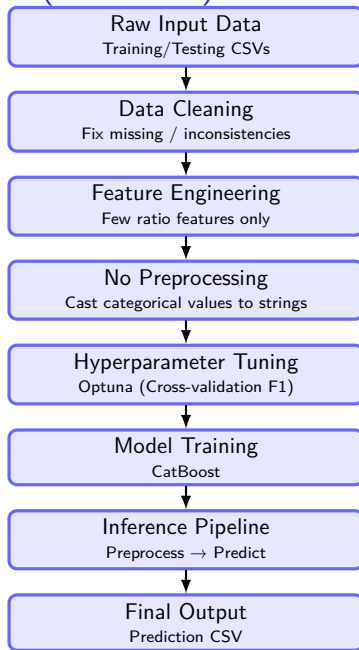 Raw Input Data
Training/Testing CSVs
Data Cleaning
Fix missing / inconsistencies
Feature Engineering
Few ratio features only
No Preprocessing
Cast categorical values to strings
Hyperparameter Tuning
Optuna (Cross-validation F1)
Model Training
CatBoost
Inference Pipeline
Preprocess → Predict
Final Output
Prediction CSV